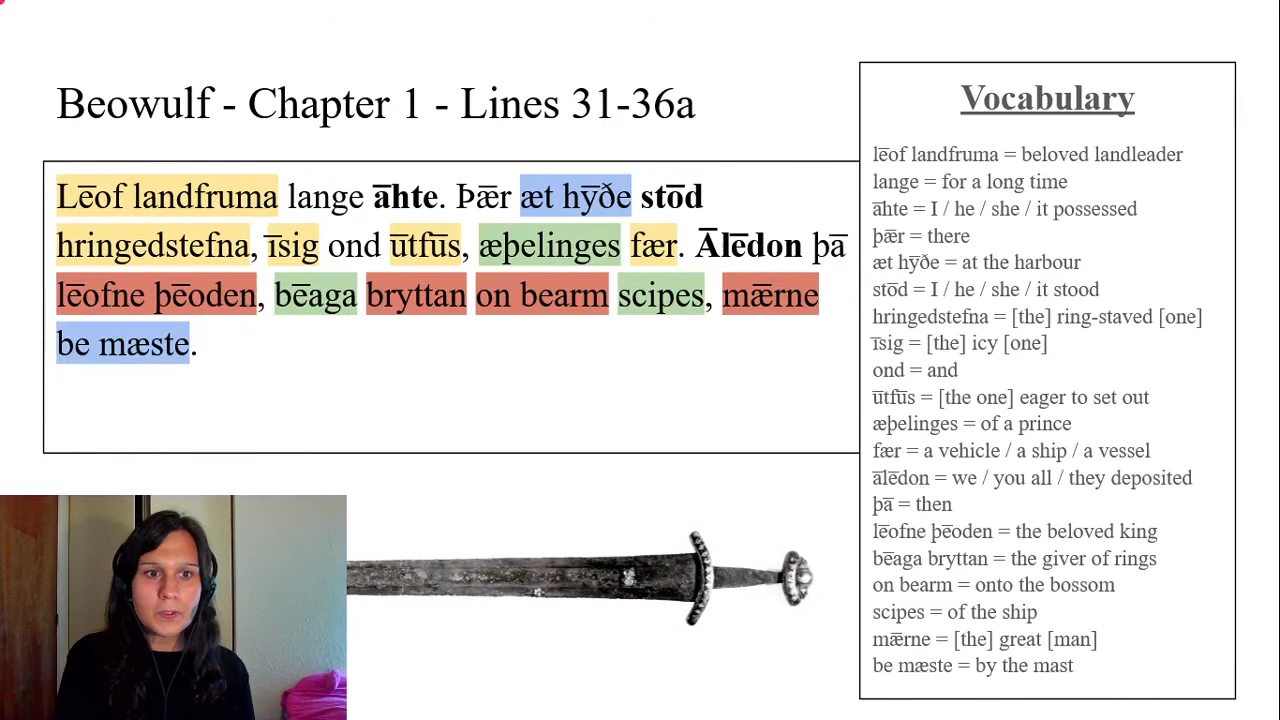 Beowulf - Chapter 1 - Lines 31-36a
Lēof landfruma lange āhte. Þǣr æt hȳðe stōd
hringedstefna, īsig ond ūtfūs, æþelinges fær. Ālēdon þā
lēofne þēoden, bēaga bryttan on bearm scipes, mǣrne
be mæste.
Vocabulary
lēof landfruma = beloved landleader
lange = for a long time
āhte = I / he / she / it possessed
þǣr = there
æt hȳðe = at the harbour
stōd = I / he / she / it stood
hringedstefna = [the] ring-staved [one]
īsig = [the] icy [one]
ond = and
ūtfūs = [the one] eager to set out
æþelinges = of a prince
fær = a vehicle / a ship / a vessel
ālēdon = we / you all / they deposited
þā = then
lēofne þēoden = the beloved king
bēaga bryttan = the giver of rings
on bearm = onto the bossom
scipes = of the ship
mǣrne = [the] great [man]
be mæste = by the mast